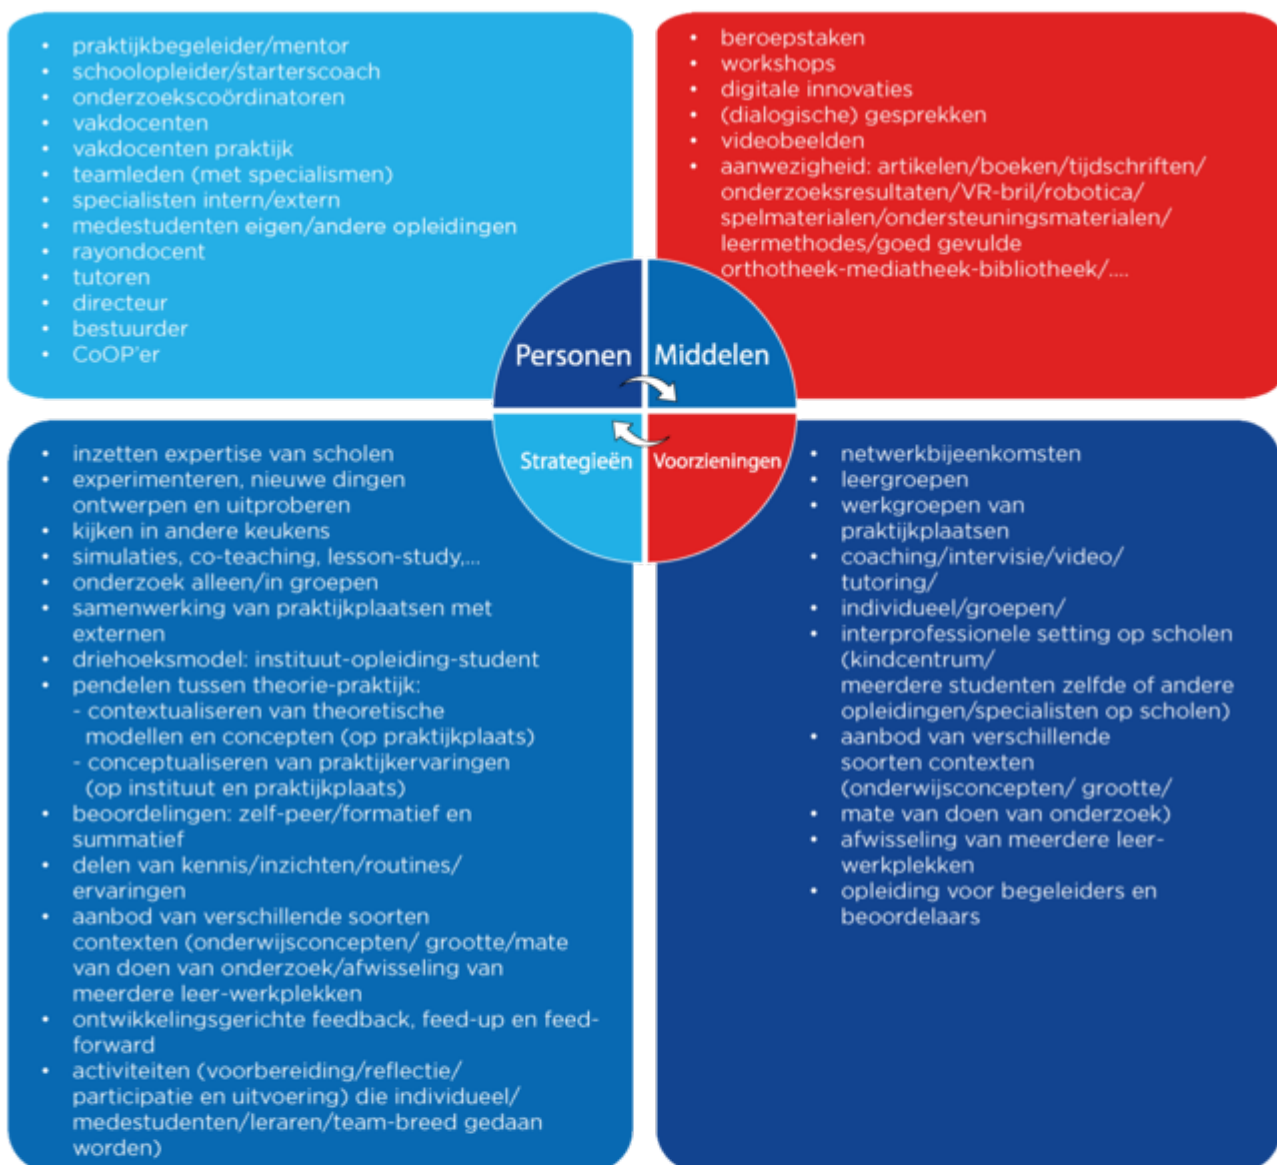 • praktijkbegeleider/mentor
• schoolopleider/starterscoach
• onderzoekscoördinatoren
• vakdocenten
• vakdocenten praktijk
• teamleden (met specialismen)
• specialisten intern/extern
• medestudenten eigen/andere opleidingen
• rayondocent
• tutoren
• directeur
• bestuurder
• CoOP'er
• beroepstaken
• workshops
• digitale innovaties
• (dialogische) gesprekken
• videobeelden
• aanwezigheid: artikelen/boeken/tijdschriften/
onderzoeksresultaten/VR-bril/robotica/
spelmaterialen/ondersteuningsmaterialen/
leermethodes/goed gevulde
orthotheek-mediatheek-bibliotheek/....
Personen
Middelen
Strategieën
Voorzieningen
• inzetten expertise van scholen
• experimenteren, nieuwe dingen
ontwerpen en uitproberen
• kijken in andere keukens
• simulaties, co-teaching, lesson-study,...
• onderzoek alleen/in groepen
• samenwerking van praktijkplaatsen met
externen
• driehoeksmodel: instituut-opleiding-student
• pendelen tussen theorie-praktijk:
- contextualiseren van theoretische
modellen en concepten (op praktijkplaats)
- conceptualiseren van praktijkervaringen
(op instituut en praktijkplaats)
• beoordelingen: zelf-peer/formatief en
summatief
• delen van kennis/inzichten/routines/
ervaringen
• aanbod van verschillende soorten
contexten (onderwijsconcepten/ grootte/mate
van doen van onderzoek/afwisseling van
meerdere leer-werkplekken
• ontwikkelingsgerichte feedback, feed-up en feed-
forward
• activiteiten (voorbereiding/reflectie/
participatie en uitvoering) die individueel/
medestudenten/leraren/team-breed gedaan
worden)
• netwerkbijeenkomsten
• leergroepen
• werkgroepen van
praktijkplaatsen
• coaching/intervisie/video/
tutoring/
• individueel/groepen/
• interprofessionele setting op scholen
(kindcentrum/
meerdere studenten zelfde of andere
opleidingen/specialisten op scholen)
• aanbod van verschillende
soorten contexten
(onderwijsconcepten/ grootte/
• mate van doen van onderzoek)
• afwisseling van meerdere leer-
werkplekken
• opleiding voor begeleiders en
beoordelaars